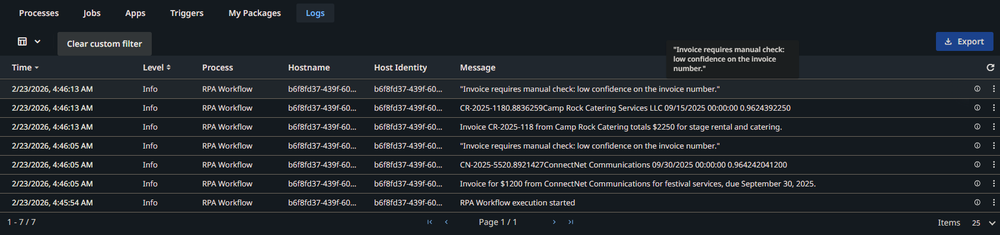 Processes Jobs Apps Triggers My Packages Logs
Clear custom filter
"Invoice requires manual check:
low confidence on the invoice
number."
Export
Time Level Process Hostname Host Identity Message
2/23/2026, 4:46:13 AM Info RPA Workflow b6f8fd37-439f-60... b6f8fd37-439f-60... "Invoice requires manual check: low confidence on the invoice number."
2/23/2026, 4:46:13 AM Info RPA Workflow b6f8fd37-439f-60... b6f8fd37-439f-60... CR-2025-1180.8836259Camp Rock Catering Services LLC 09/15/2025 00:00:00 0.9624392250
2/23/2026, 4:46:13 AM Info RPA Workflow b6f8fd37-439f-60... b6f8fd37-439f-60... Invoice CR-2025-118 from Camp Rock Catering totals $2250 for stage rental and catering.
2/23/2026, 4:46:05 AM Info RPA Workflow b6f8fd37-439f-60... b6f8fd37-439f-60... "Invoice requires manual check: low confidence on the invoice number."
2/23/2026, 4:46:05 AM Info RPA Workflow b6f8fd37-439f-60... b6f8fd37-439f-60... CN-2025-5520.8921427ConnectNet Communications 09/30/2025 00:00:00 0.964242041200
2/23/2026, 4:46:05 AM Info RPA Workflow b6f8fd37-439f-60... b6f8fd37-439f-60... Invoice for $1200 from ConnectNet Communications for festival services, due September 30, 2025.
2/23/2026, 4:45:54 AM Info RPA Workflow b6f8fd37-439f-60... b6f8fd37-439f-60... RPA Workflow execution started
1 - 7 / 7 Page 1 / 1 Items 25